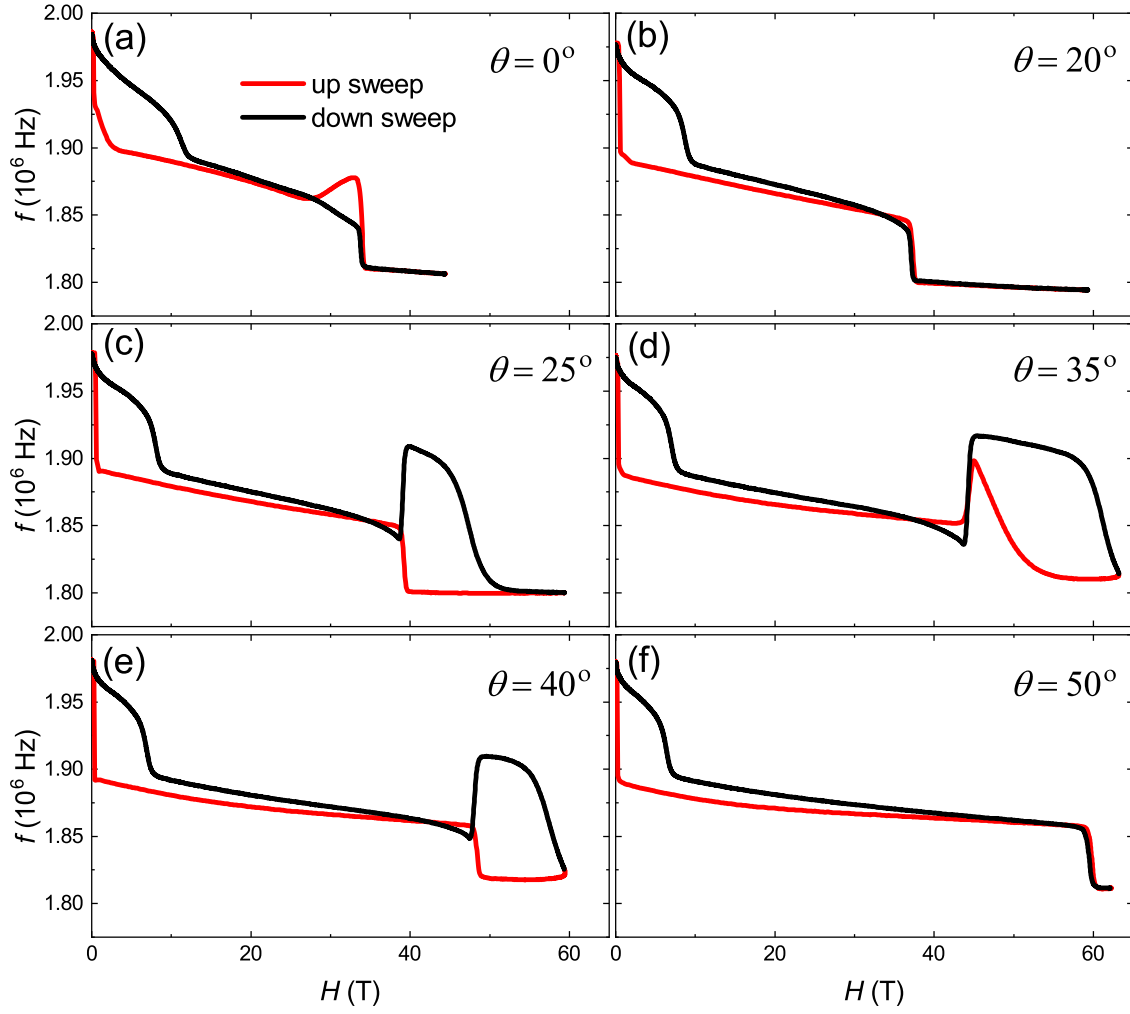 (a)
θ = 0°
up sweep
down sweep
2.00
1.95
1.90
1.85
1.80
f (10⁶ Hz)
(b)
θ = 20°
(c)
θ = 25°
2.00
1.95
1.90
1.85
1.80
f (10⁶ Hz)
(d)
θ = 35°
(e)
θ = 40°
2.00
1.95
1.90
1.85
1.80
f (10⁶ Hz)
0 20 40 60
H (T)
(f)
θ = 50°
0 20 40 60
H (T)